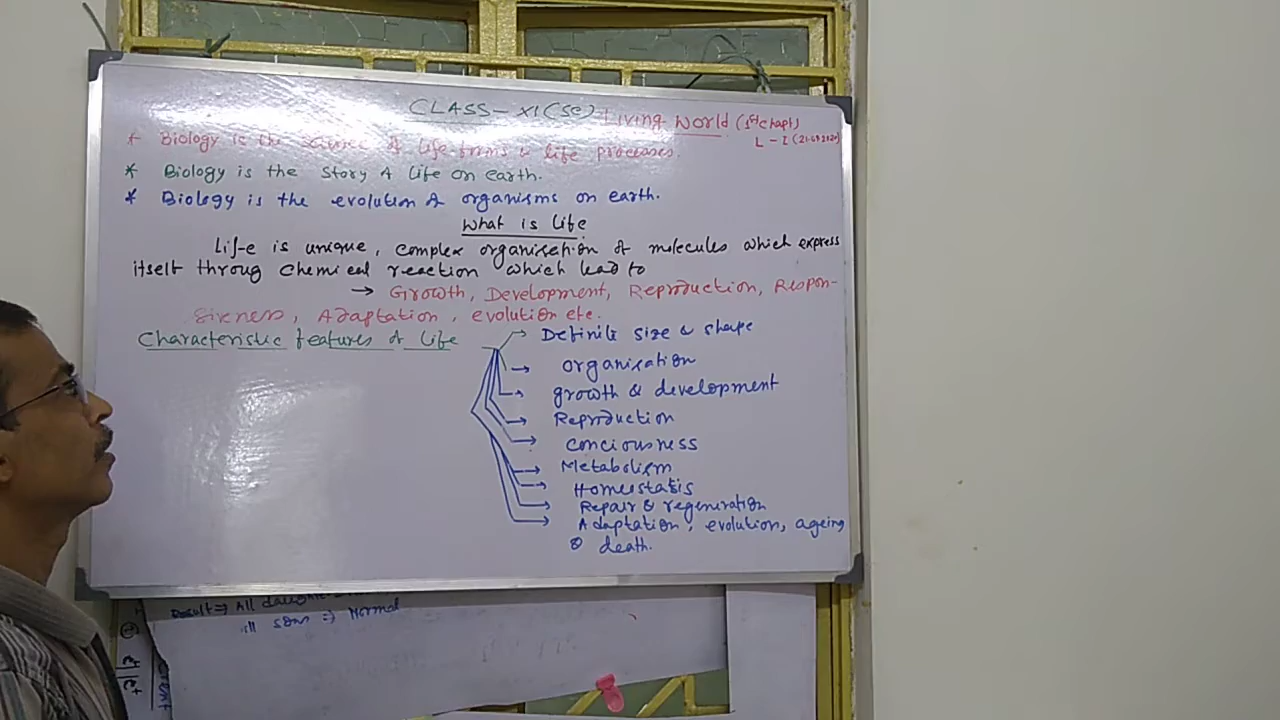 CLASS - XI (SC) Living World (1st Chapt)
L - I
* Biology is the science of life forms & life processes.
* Biology is the story of life on earth.
* Biology is the evolution of organisms on earth.
What is life
Life is unique, complex organisation of molecules which express
itself throug chemical reaction which lead to
→ Growth, Development, Reproduction, Respon-
siveness, Adaptation, evolution etc.
Characteristic features of life
→ Definite size & shape
→ organisation
→ growth & development
→ Reproduction
→ conciousness
→ Metabolism
→ Homeostasis
→ Repair & regeneration
→ Adaptation, evolution, ageing
& death.
Result ⇒ All
sons ⇒ Normal